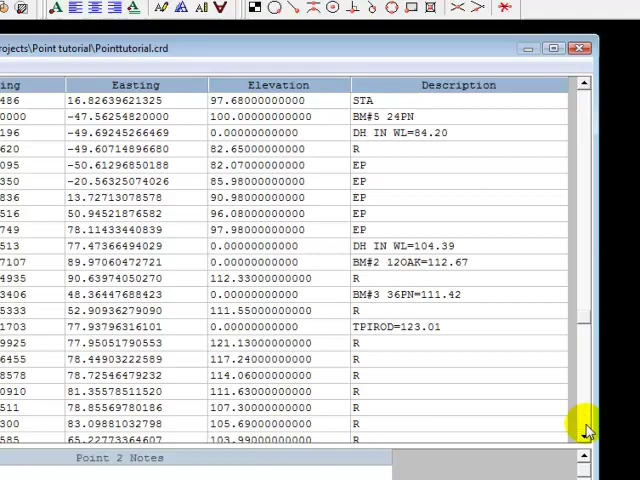 rojects\Point tutorial\Pointtutorial.crd
ing Easting Elevation Description
486 16.82639621325 97.68000000000 STA
0000 -47.56254820000 100.00000000000 BM#5 24PN
196 -49.69245266469 0.00000000000 DH IN WL=84.20
620 -49.60714896680 82.65000000000 R
095 -50.61296850188 82.07000000000 EP
350 -20.56325074026 85.98000000000 EP
836 13.72713078578 90.98000000000 EP
516 50.94521876582 96.08000000000 EP
749 78.11433440839 97.98000000000 EP
513 77.47366494029 0.00000000000 DH IN WL=104.39
7107 89.97060472721 0.00000000000 BM#2 12OAK=112.67
4935 90.63974050270 112.33000000000 R
3406 48.36447688423 0.00000000000 BM#3 36PN=111.42
5333 52.90936279090 111.55000000000 R
1703 77.93796316101 0.00000000000 TPIROD=123.01
9925 77.95051790553 121.13000000000 R
6455 78.44903222589 117.24000000000 R
8578 78.72546479232 114.06000000000 R
0910 81.35578511520 111.63000000000 R
511 78.85569780186 107.30000000000 R
300 83.09881032798 105.69000000000 R
585 65.22773364607 103.99000000000 R
Point 2 Notes